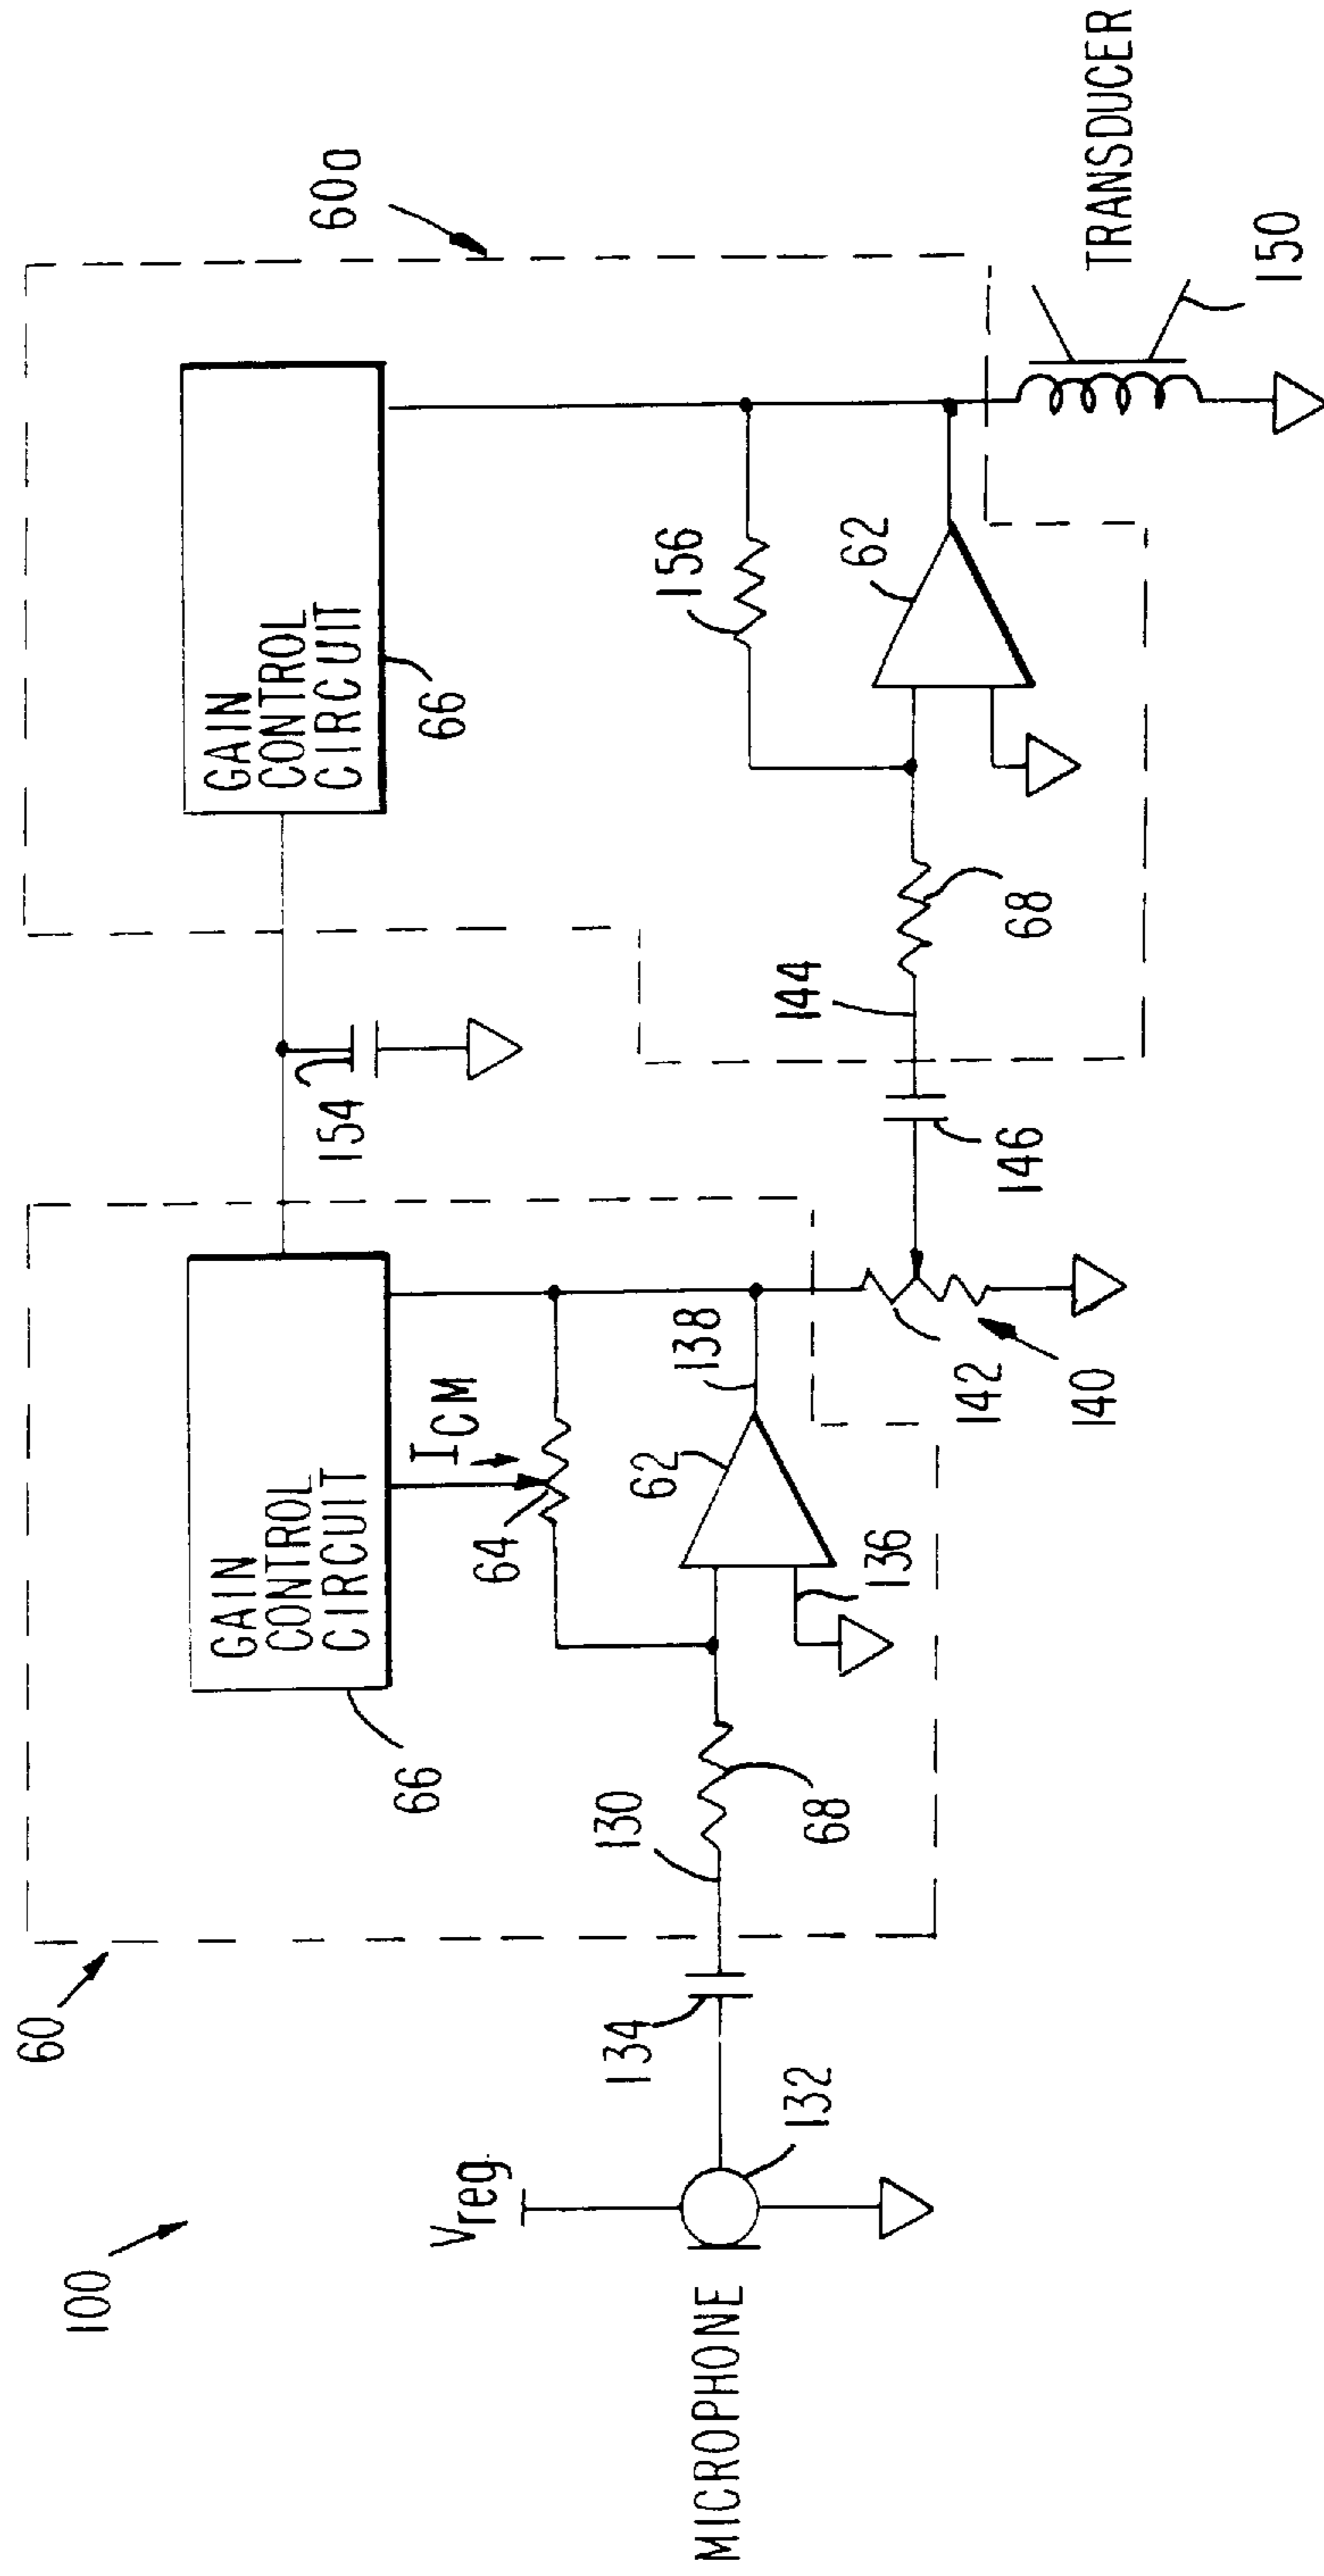 100
60
60a
GAIN
CONTROL
CIRCUIT
66
GAIN
CONTROL
CIRCUIT
66
154
ICM
64
62
138
136
130
68
134
Vreg
132
MICROPHONE
142
140
146
144
68
156
62
150
TRANSDUCER